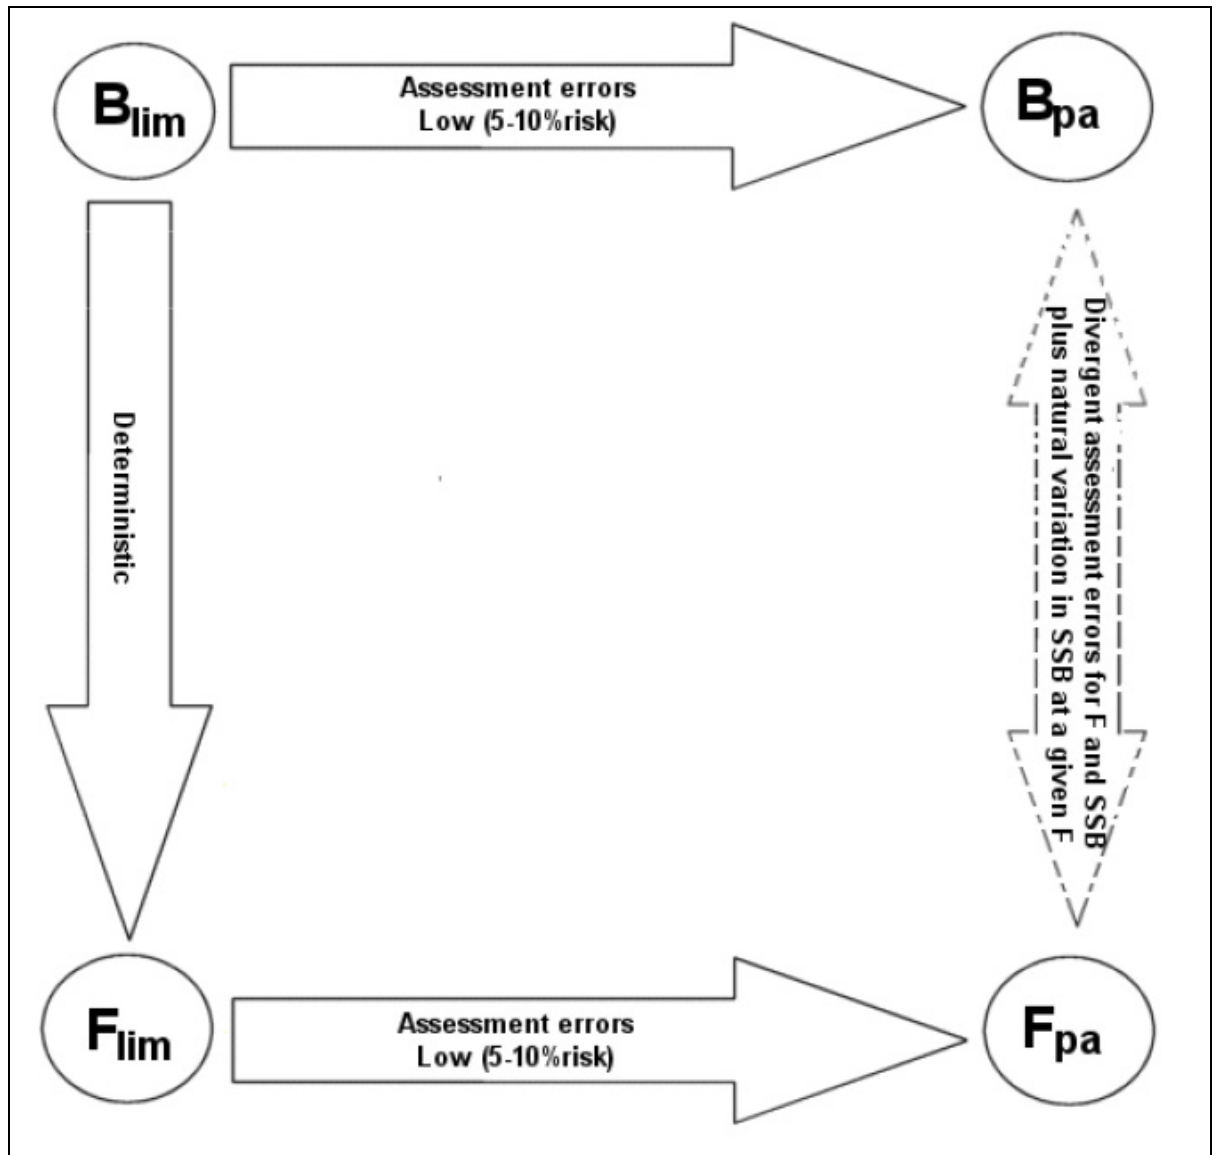 Blim
Assessment errors
Low (5-10%risk)
Bpa
Deterministic
Divergent assessment errors for F and SSB
plus natural variation in SSB at a given F
Flim
Assessment errors
Low (5-10%risk)
Fpa